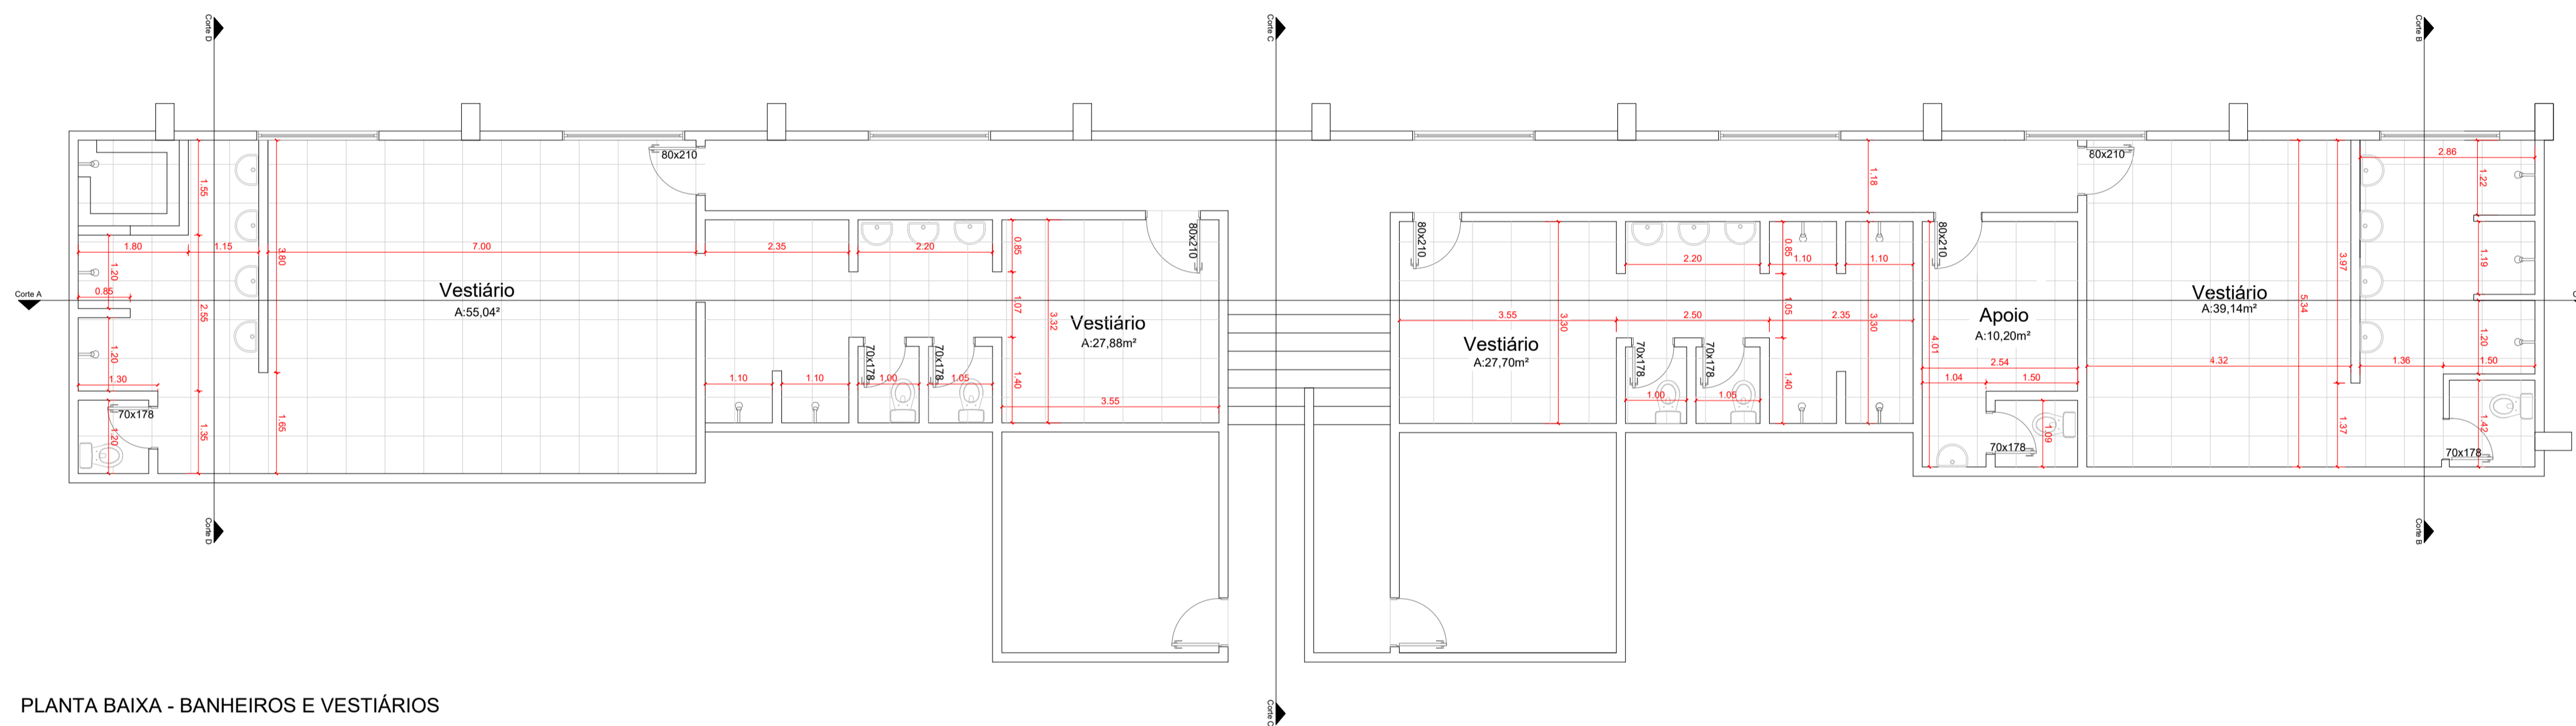 Corte D
Corte C
Corte B
80x210
80x210
2.86
1.55
1.18
1.22
1.80
1.15
7.00
2.35
2.20
0.85
80x210
80x210
2.20
0.85
1.10
1.10
80x210
3.80
1.20
3.97
1.19
Corte A
0.85
Vestiário
A:55,04²
2.55
1.07
3.32
Vestiário
A:27,88m²
3.55
3.30
2.50
1.05
2.35
3.30
Apoio
A:10,20m²
Vestiário
A:39,14m²
5.34
Vestiário
A:27,70m²
4.01
1.20
1.20
1.30
70x178
70x178
1.10
1.10
1.00
1.05
1.40
3.55
70x178
70x178
1.00
1.05
1.40
2.54
1.04
1.50
4.32
1.36
1.50
70x178
1.20
1.35
1.65
70x178
1.09
1.37
1.42
70x178
Corte D
Corte B
Corte C
PLANTA BAIXA - BANHEIROS E VESTIÁRIOS